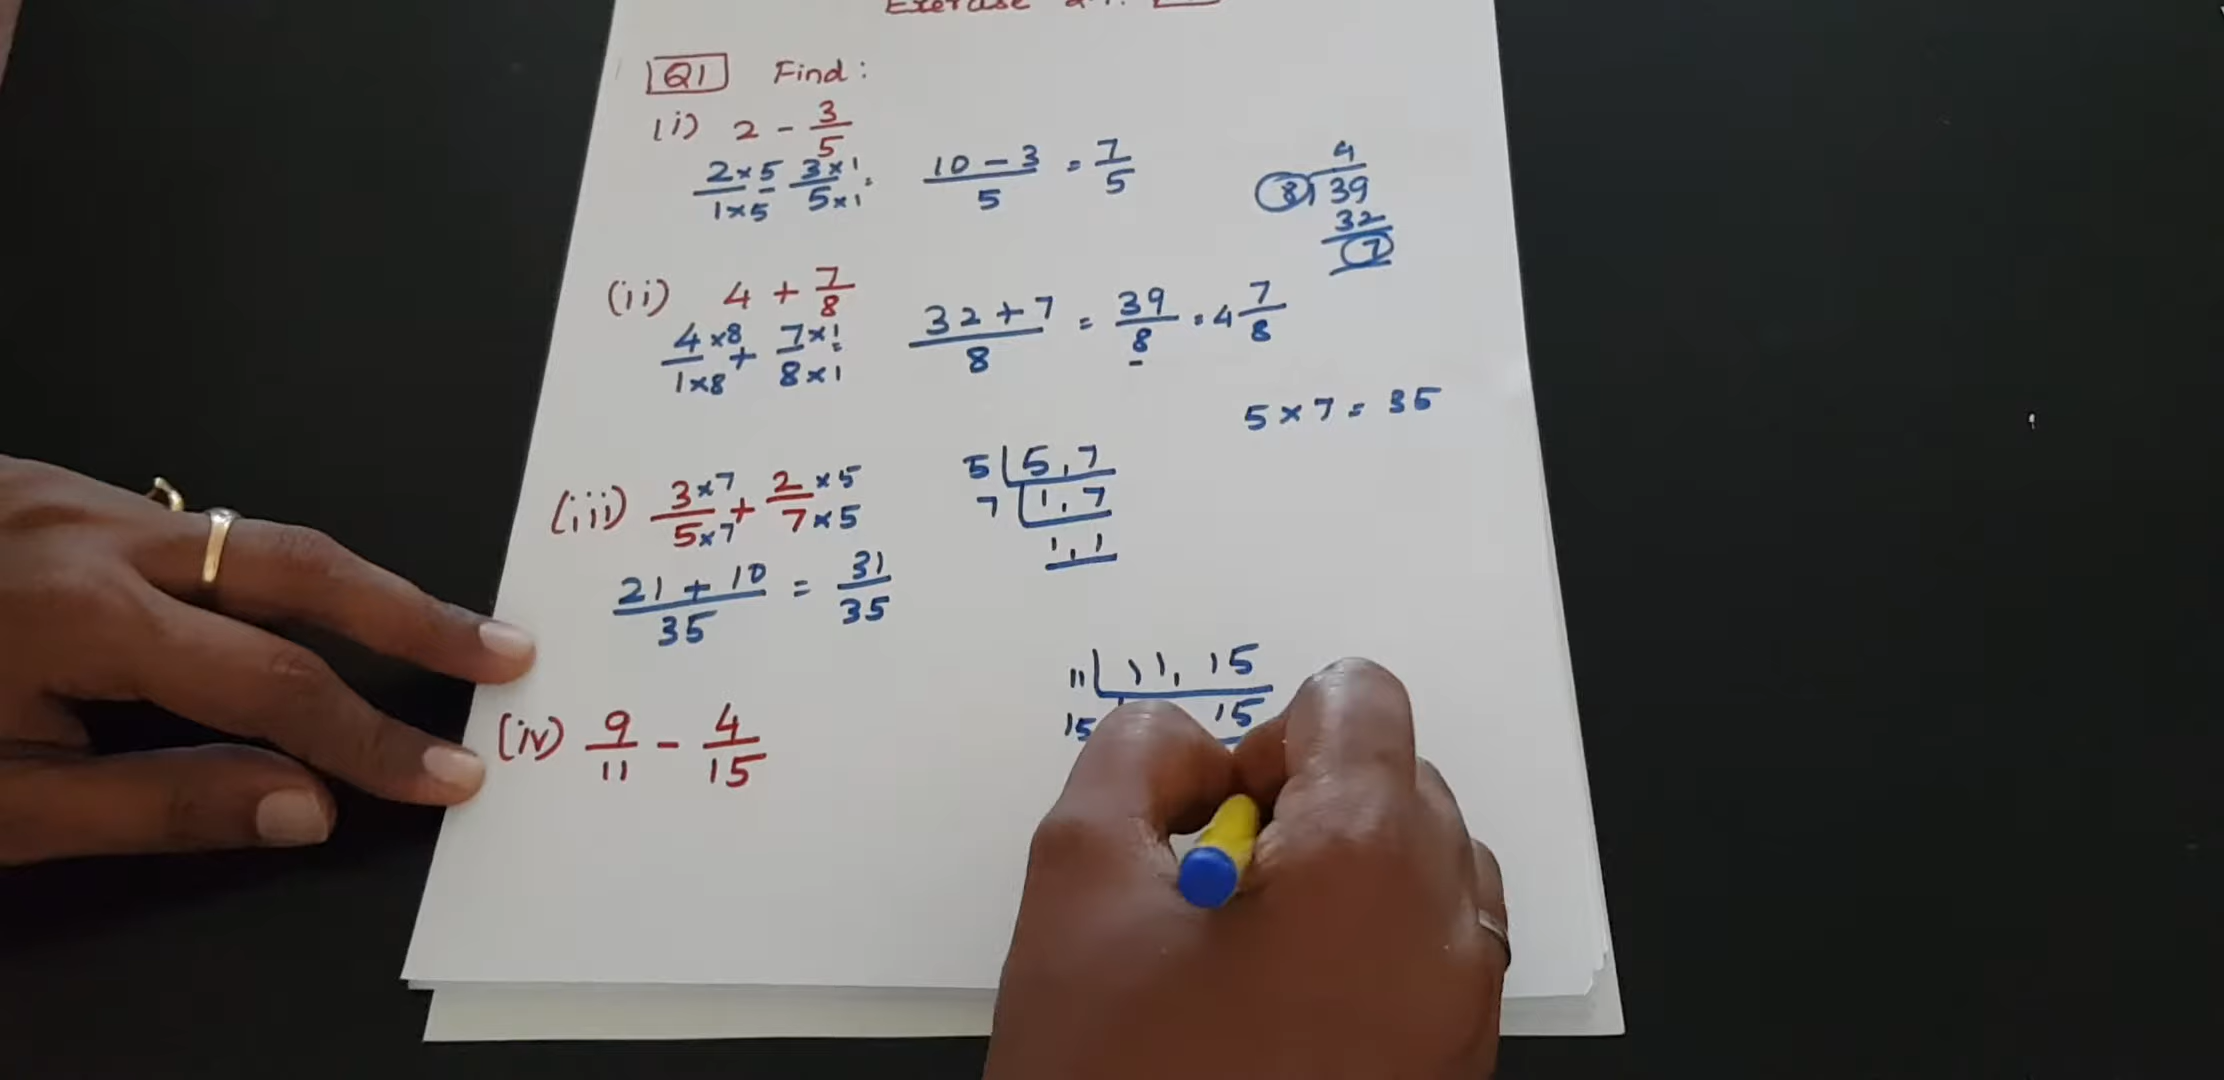 Exercise 2.1
Q1 Find :
(i) 2 - 3/5
2×5/1×5 - 3×1/5×1 = 10 - 3/5 = 7/5
4
8)39
32
7
(ii) 4 + 7/8
4×8/1×8 + 7×1/8×1 = 32 + 7/8 = 39/8 = 4 7/8
5 × 7 = 35
(iii) 3×7/5×7 + 2×5/7×5
5 | 5, 7
7 | 1, 7
1, 1
21 + 10/35 = 31/35
(iv) 9/11 - 4/15
11 | 11, 15
15 15